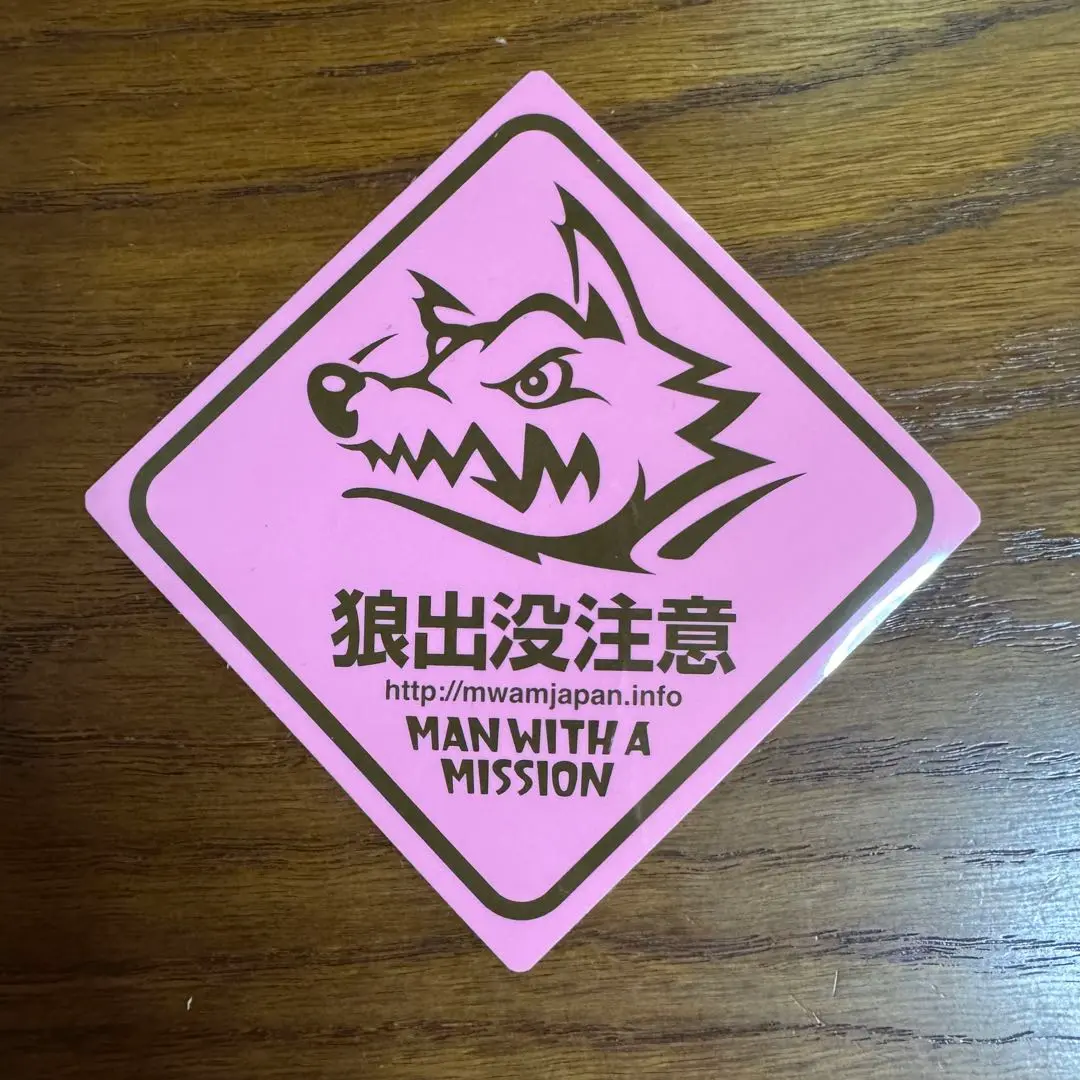 狼出没注意
http://mwamjapan.info
MAN WITH A
MISSION